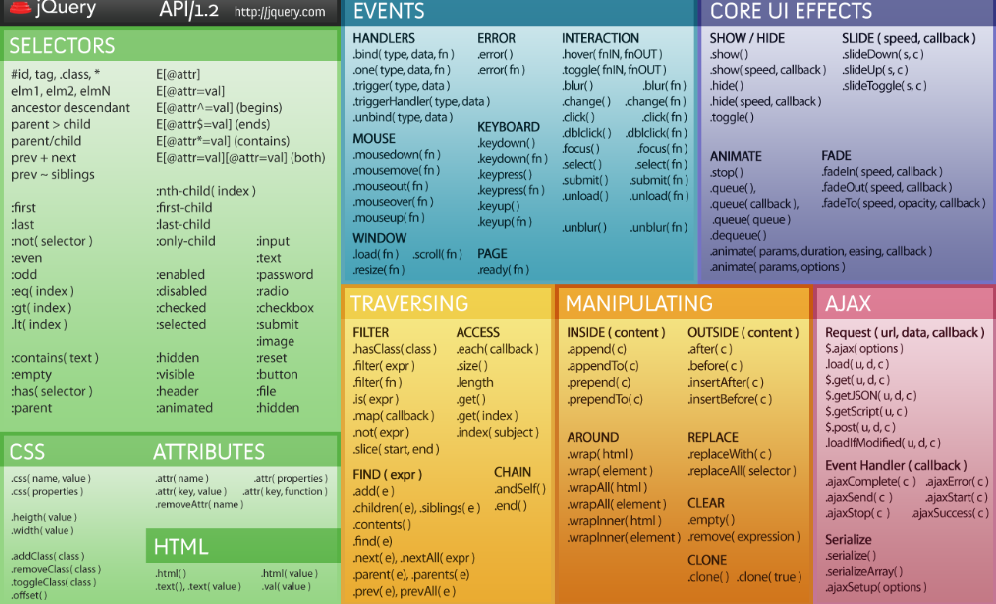 jQuery API/1.2 http://jquery.com
SELECTORS
#id, tag, .class, *
elm1, elm2, elmN
ancestor descendant
parent > child
parent/child
prev + next
prev ~ siblings
E[@attr]
E[@attr=val]
E[@attr^=val] (begins)
E[@attr$=val] (ends)
E[@attr*=val] (contains)
E[@attr=val][@attr=val] (both)
:first
:last
:not( selector )
:even
:odd
:eq( index )
:gt( index )
:lt( index )
:contains( text )
:empty
:has( selector )
:parent
:nth-child( index )
:first-child
:last-child
:only-child
:enabled
:disabled
:checked
:selected
:hidden
:visible
:header
:animated
:input
:text
:password
:radio
:checkbox
:submit
:image
:reset
:button
:file
:hidden
CSS
.css( name, value )
.css( properties )
.heigth( value )
.width( value )
.addClass( class )
.removeClass( class )
.toggleClass( class )
.offset( )
ATTRIBUTES
.attr( name ) .attr( properties )
.attr( key, value ) .attr( key, function )
.removeAttr( name )
HTML
.html( ) .html( value )
.text( ), .text( value ) .val( value )
EVENTS
HANDLERS
.bind( type, data, fn )
.one( type, data, fn )
.trigger( type, data )
.triggerHandler( type, data )
.unbind( type, data )
MOUSE
.mousedown( fn )
.mousemove( fn )
.mouseout( fn )
.mouseover( fn )
.mouseup( fn )
WINDOW
.load( fn ) .scroll( fn )
.resize( fn )
ERROR
.error( )
.error( fn )
KEYBOARD
.keydown( )
.keydown( fn )
.keypress( )
.keypress( fn )
.keyup( )
.keyup( fn )
PAGE
.ready( fn )
INTERACTION
.hover( fnIN, fnOUT )
.toggle( fnIN, fnOUT )
.blur( ) .blur( fn )
.change( ) .change( fn )
.click( ) .click( fn )
.dblclick( ) .dblclick( fn )
.focus( ) .focus( fn )
.select( ) .select( fn )
.submit( ) .submit( fn )
.unload( ) .unload( fn )
.unblur( ) .unblur( fn )
CORE UI EFFECTS
SHOW / HIDE
.show( )
.show( speed, callback )
.hide( )
.hide( speed, callback )
.toggle( )
SLIDE ( speed, callback )
.slideDown( s, c )
.slideUp( s, c )
.slideToggle( s, c )
ANIMATE
.stop( )
.queue( ),
.queue( callback ),
.queue( queue )
.dequeue( )
.animate( params, duration, easing, callback )
.animate( params, options )
FADE
.fadeIn( speed, callback )
.fadeOut( speed, callback )
.fadeTo( speed, opacity, callback )
TRAVERSING
FILTER
.hasClass( class )
.filter( expr )
.filter( fn )
.is( expr )
.map( callback )
.not( expr )
.slice( start, end )
ACCESS
.each( callback )
.size( )
.length
.get( )
.get( index )
.index( subject )
FIND ( expr )
.add( e )
.children( e ), .siblings( e )
.contents( )
.find( e )
.next( e ), .nextAll( expr )
.parent( e ), .parents( e )
.prev( e ), prevAll( e )
CHAIN
.andSelf( )
.end( )
MANIPULATING
INSIDE ( content )
.append( c )
.appendTo( c )
.prepend( c )
.prependTo( c )
OUTSIDE ( content )
.after( c )
.before( c )
.insertAfter( c )
.insertBefore( c )
AROUND
.wrap( html )
.wrap( element )
.wrapAll( html )
.wrapAll( element )
.wrapInner( html )
.wrapInner( element )
REPLACE
.replaceWith( c )
.replaceAll( selector )
CLEAR
.empty( )
.remove( expression )
CLONE
.clone( ) .clone( true )
AJAX
Request ( url, data, callback )
$.ajax( options )
.load( u, d, c )
$.get( u, d, c )
$.getJSON( u, d, c )
$.getScript( u, d, c )
$.post( u, d, c )
.loadIfModified( u, d, c )
Event Handler ( callback )
.ajaxComplete( c ) .ajaxError( c )
.ajaxSend( c ) .ajaxStart( c )
.ajaxStop( c ) .ajaxSuccess( c )
Serialize
.serialize( )
.serializeArray( )
.ajaxSetup( options )